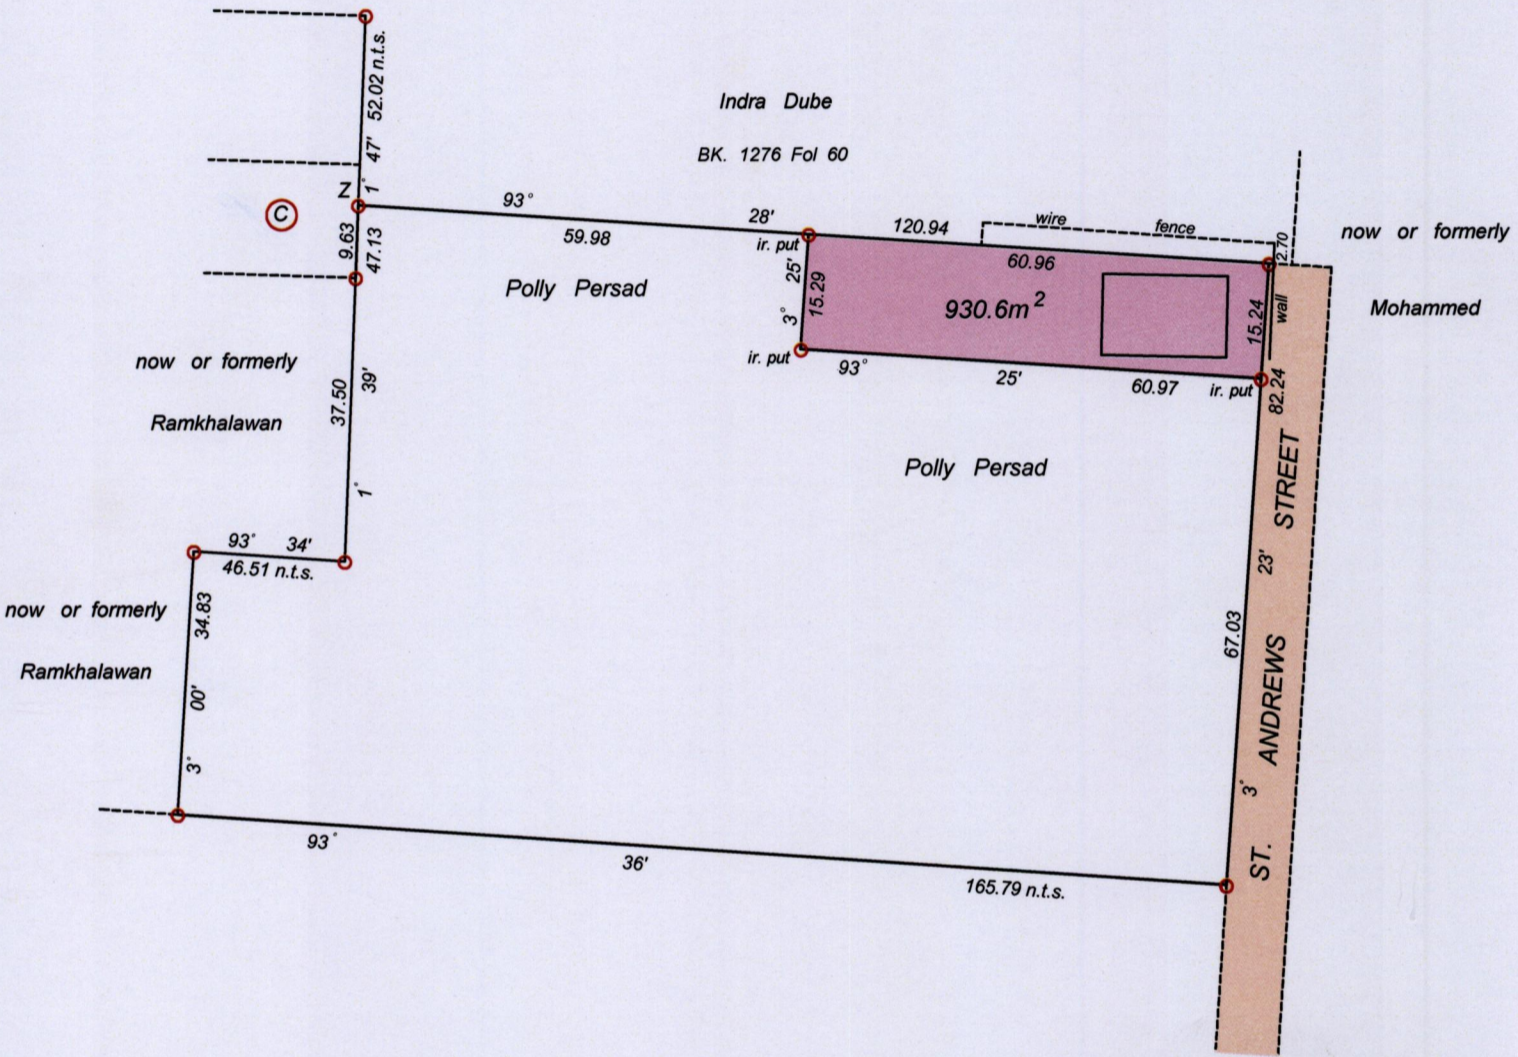 52.02 n.t.s.
1° 47'
Indra Dube
BK. 1276 Fol 60
Z
C
93° 28'
59.98
120.94
wire fence
60.96
2.70
now or formerly
Mohammed
9.63
47.13
ir. put
3° 25'
15.29
930.6m²
15.24
wall
Polly Persad
ir. put
93° 25' 60.97
ir. put
82.24
now or formerly
Ramkhalawan
37.50
1° 39'
Polly Persad
93° 34'
46.51 n.t.s.
now or formerly
Ramkhalawan
34.83
3° 00'
67.03
3° 23'
ST. ANDREWS STREET
93° 36' 165.79 n.t.s.